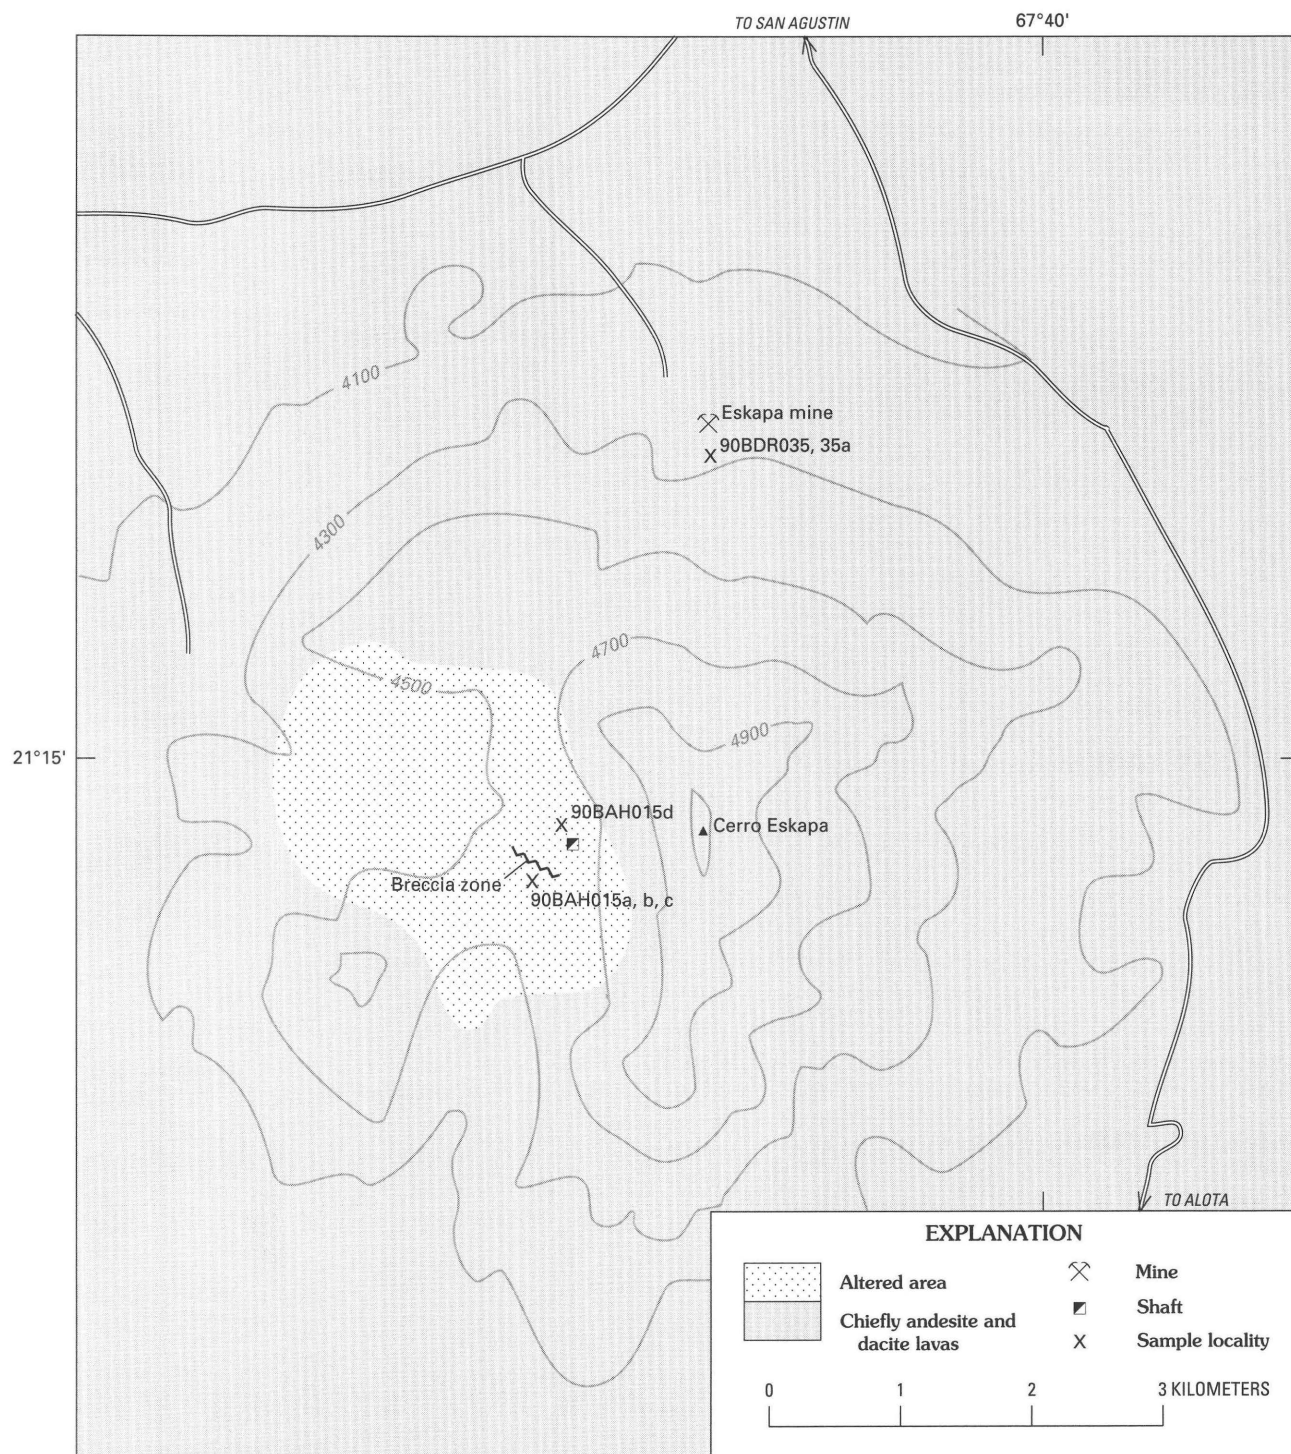 TO SAN AGUSTIN
67°40'
4100
Eskapa mine
90BDR035, 35a
4300
4700
4500
4900
21°15'
90BAH015d
Cerro Eskapa
Breccia zone
90BAH015a, b, c
TO ALOTA
EXPLANATION
Altered area
Chiefly andesite and
dacite lavas
Mine
Shaft
Sample locality
0 1 2 3 KILOMETERS